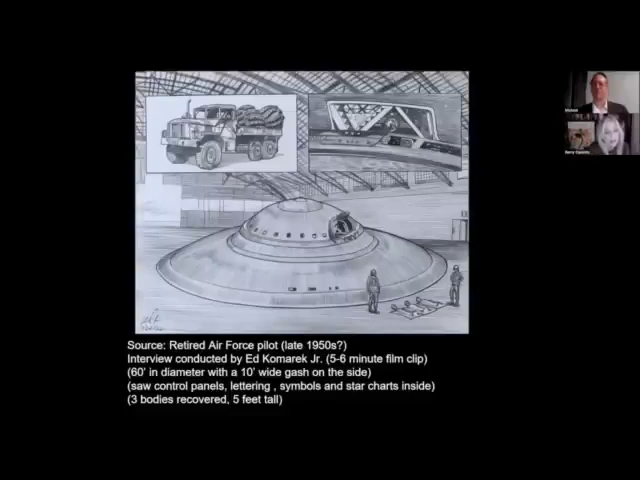 Source: Retired Air Force pilot (late 1950s?)
Interview conducted by Ed Komarek Jr. (5-6 minute film clip)
(60' in diameter with a 10' wide gash on the side)
(saw control panels, lettering , symbols and star charts inside)
(3 bodies recovered, 5 feet tall)